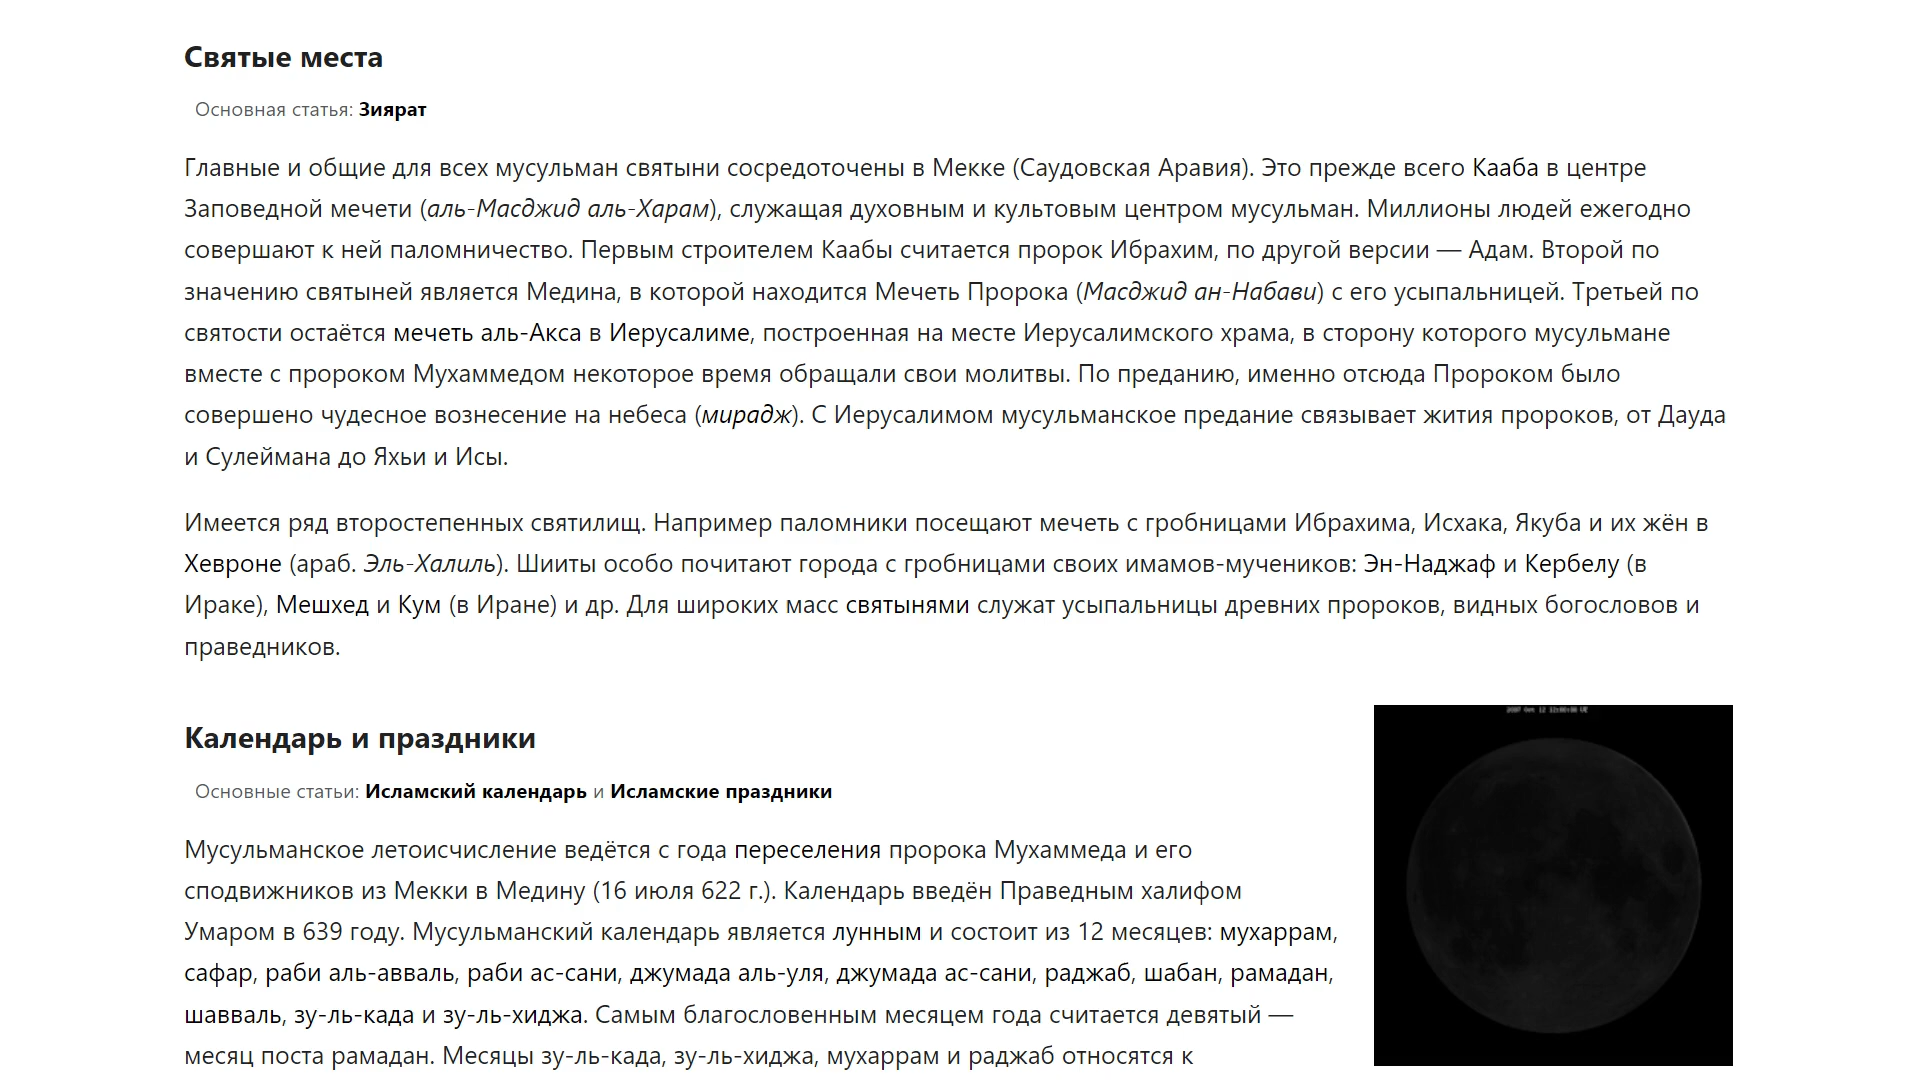 Святые места
Основная статья: Зиярат
Главные и общие для всех мусульман святыни сосредоточены в Мекке (Саудовская Аравия). Это прежде всего Кааба в центре
Заповедной мечети (аль-Масджид аль-Харам), служащая духовным и культовым центром мусульман. Миллионы людей ежегодно
совершают к ней паломничество. Первым строителем Каабы считается пророк Ибрахим, по другой версии — Адам. Второй по
значению святыней является Медина, в которой находится Мечеть Пророка (Масджид ан-Набави) с его усыпальницей. Третьей по
святости остаётся мечеть аль-Акса в Иерусалиме, построенная на месте Иерусалимского храма, в сторону которого мусульмане
вместе с пророком Мухаммедом некоторое время обращали свои молитвы. По преданию, именно отсюда Пророком было
совершено чудесное вознесение на небеса (мирадж). С Иерусалимом мусульманское предание связывает жития пророков, от Дауда
и Сулеймана до Яхьи и Исы.
Имеется ряд второстепенных святилищ. Например паломники посещают мечеть с гробницами Ибрахима, Исхака, Якуба и их жён в
Хевроне (араб. Эль-Халиль). Шииты особо почитают города с гробницами своих имамов-мучеников: Эн-Наджаф и Кербелу (в
Ираке), Мешхед и Кум (в Иране) и др. Для широких масс святынями служат усыпальницы древних пророков, видных богословов и
праведников.
Календарь и праздники
Основные статьи: Исламский календарь и Исламские праздники
Мусульманское летоисчисление ведётся с года переселения пророка Мухаммеда и его
сподвижников из Мекки в Медину (16 июля 622 г.). Календарь введён Праведным халифом
Умаром в 639 году. Мусульманский календарь является лунным и состоит из 12 месяцев: мухаррам,
сафар, раби аль-авваль, раби ас-сани, джумада аль-уля, джумада ас-сани, раджаб, шабан, рамадан,
шавваль, зу-ль-када и зу-ль-хиджа. Самым благословенным месяцем года считается девятый —
месяц поста рамадан. Месяцы зу-ль-када, зу-ль-хиджа, мухаррам и раджаб относятся к